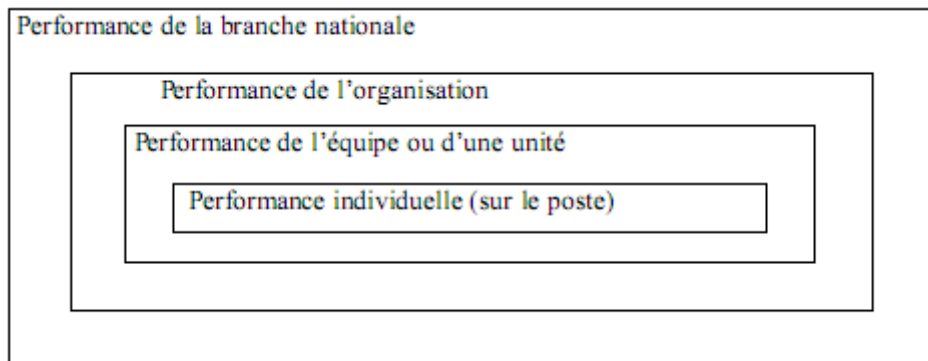 Performance de la branche nationale
Performance de l'organisation
Performance de l'équipe ou d'une unité
Performance individuelle (sur le poste)